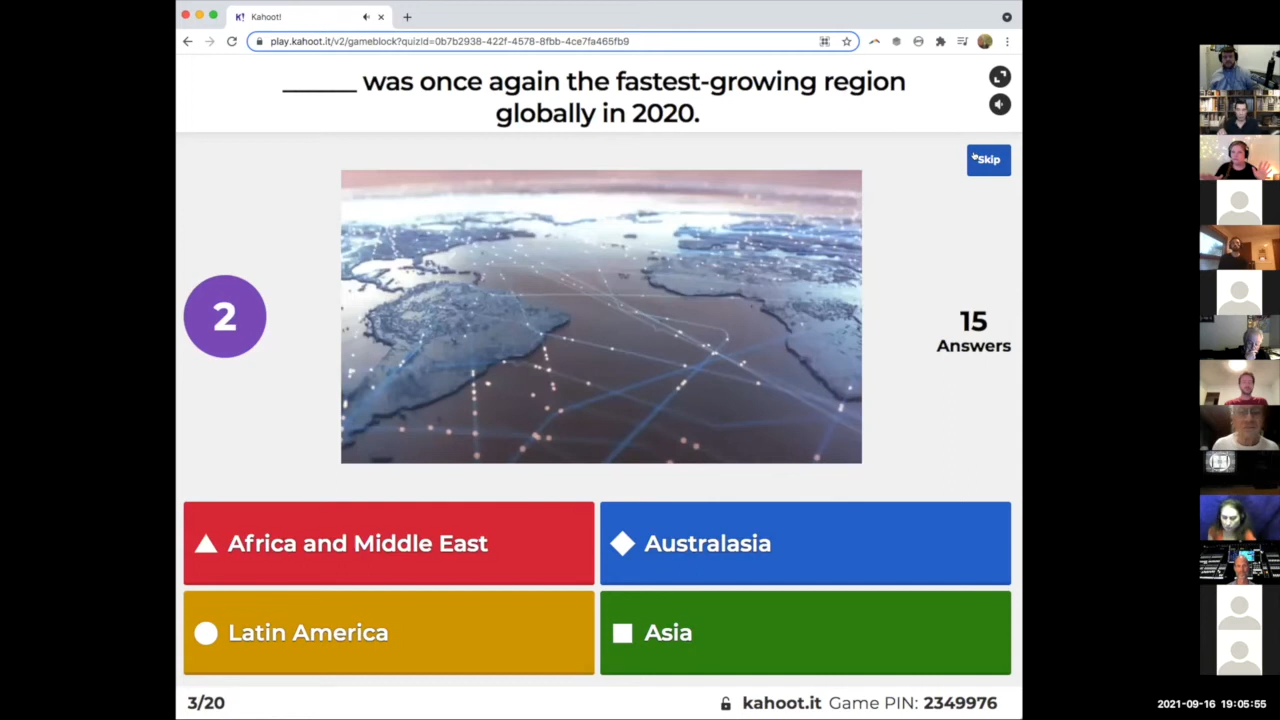 Kahoot!
play.kahoot.it/v2/gameblock?quizId=0b7b2938-422f-4578-8fbb-4ce7fa465fb9
______ was once again the fastest-growing region
globally in 2020.
Skip
2
15
Answers
Africa and Middle East
Australasia
Latin America
Asia
3/20
kahoot.it Game PIN: 2349976
2021-09-16 19:05:55